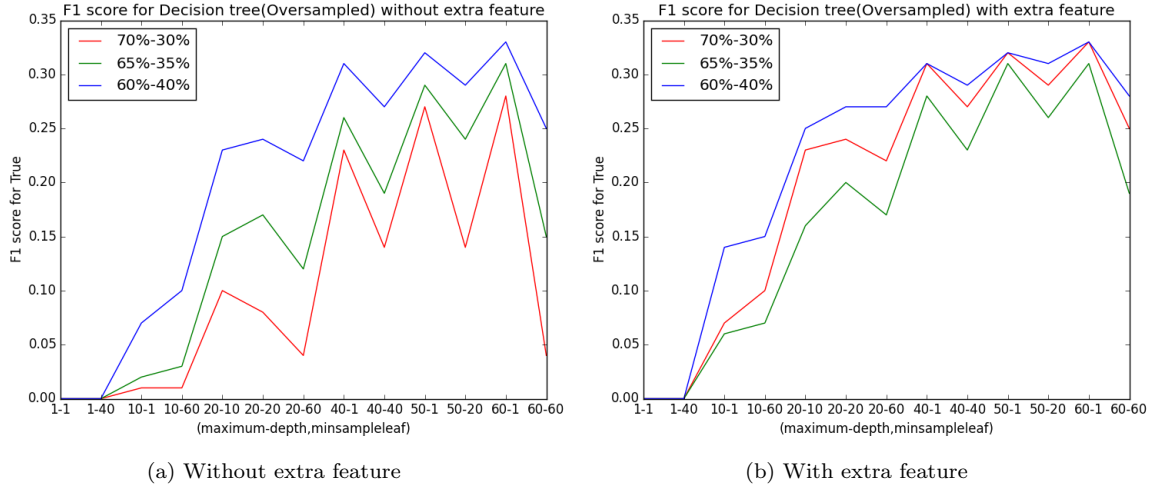 F1 score for Decision tree(Oversampled) without extra feature
70%-30%
65%-35%
60%-40%
0.35
0.30
0.25
0.20
0.15
0.10
0.05
0.00
F1 score for True
1-1 1-40 10-1 10-60 20-10 20-20 20-60 40-1 40-40 50-1 50-20 60-1 60-60
(maximum-depth,minsampleleaf)
(a) Without extra feature
F1 score for Decision tree(Oversampled) with extra feature
70%-30%
65%-35%
60%-40%
0.35
0.30
0.25
0.20
0.15
0.10
0.05
0.00
F1 score for True
1-1 1-40 10-1 10-60 20-10 20-20 20-60 40-1 40-40 50-1 50-20 60-1 60-60
(maximum-depth,minsampleleaf)
(b) With extra feature